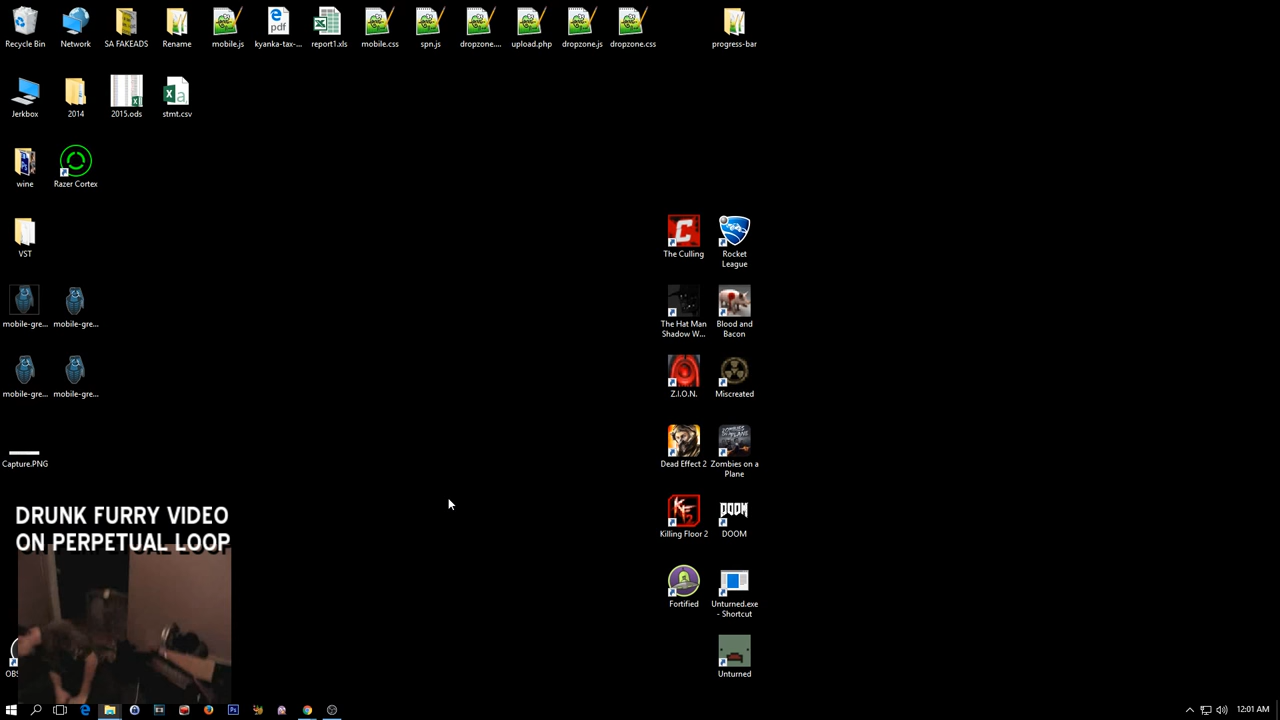 Recycle Bin
Network
SA FAKEADS
Rename
mobile.js
kyanka-tax-...
report1.xls
mobile.css
spn.js
dropzone....
upload.php
dropzone.js
dropzone.css
progress-bar
Jerkbox
2014
2015.ods
stmt.csv
wine
Razer Cortex
VST
The Culling
Rocket
League
mobile-gre...
mobile-gre...
The Hat Man
Shadow W...
Blood and
Bacon
mobile-gre...
mobile-gre...
Z.I.O.N.
Miscreated
Capture.PNG
Dead Effect 2
Zombies on a
Plane
DRUNK FURRY VIDEO
ON PERPETUAL LOOP
Killing Floor 2
DOOM
DOOM
Fortified
Unturned.exe
- Shortcut
OBS
Unturned
12:01 AM